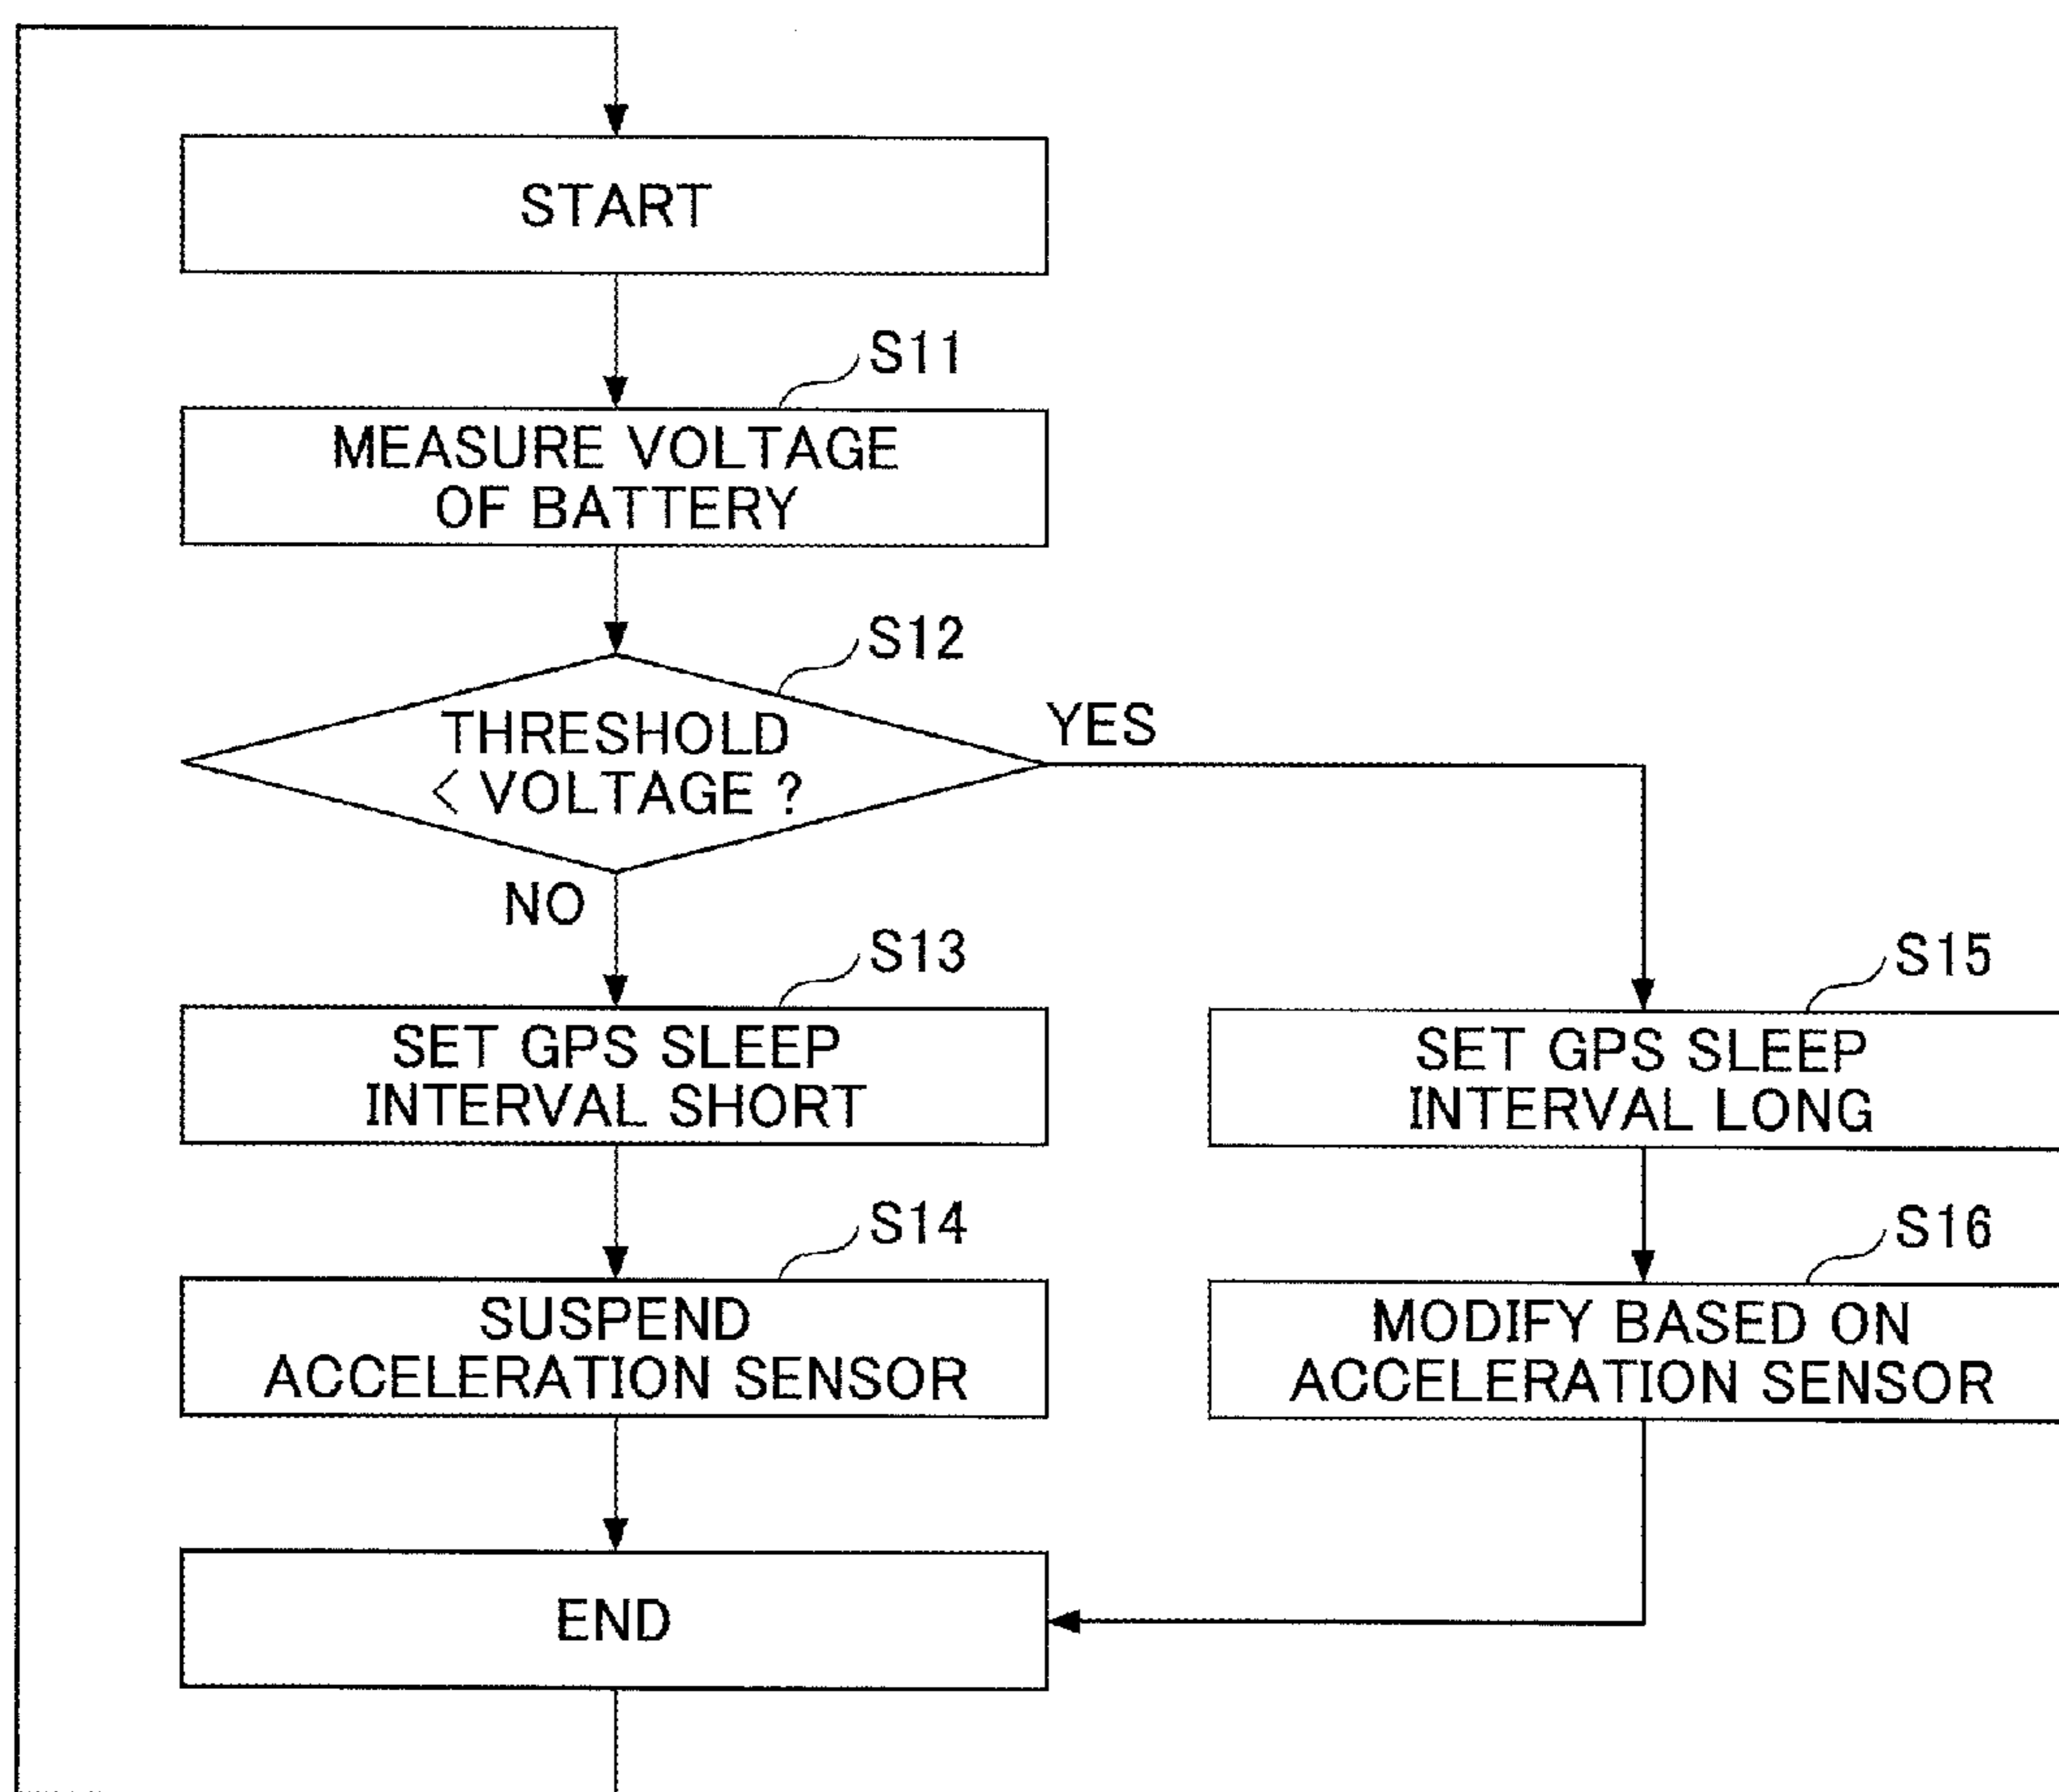 START
S11
MEASURE VOLTAGE
OF BATTERY
S12
THRESHOLD
< VOLTAGE ?
YES
NO
S13
SET GPS SLEEP
INTERVAL SHORT
S15
SET GPS SLEEP
INTERVAL LONG
S14
SUSPEND
ACCELERATION SENSOR
S16
MODIFY BASED ON
ACCELERATION SENSOR
END